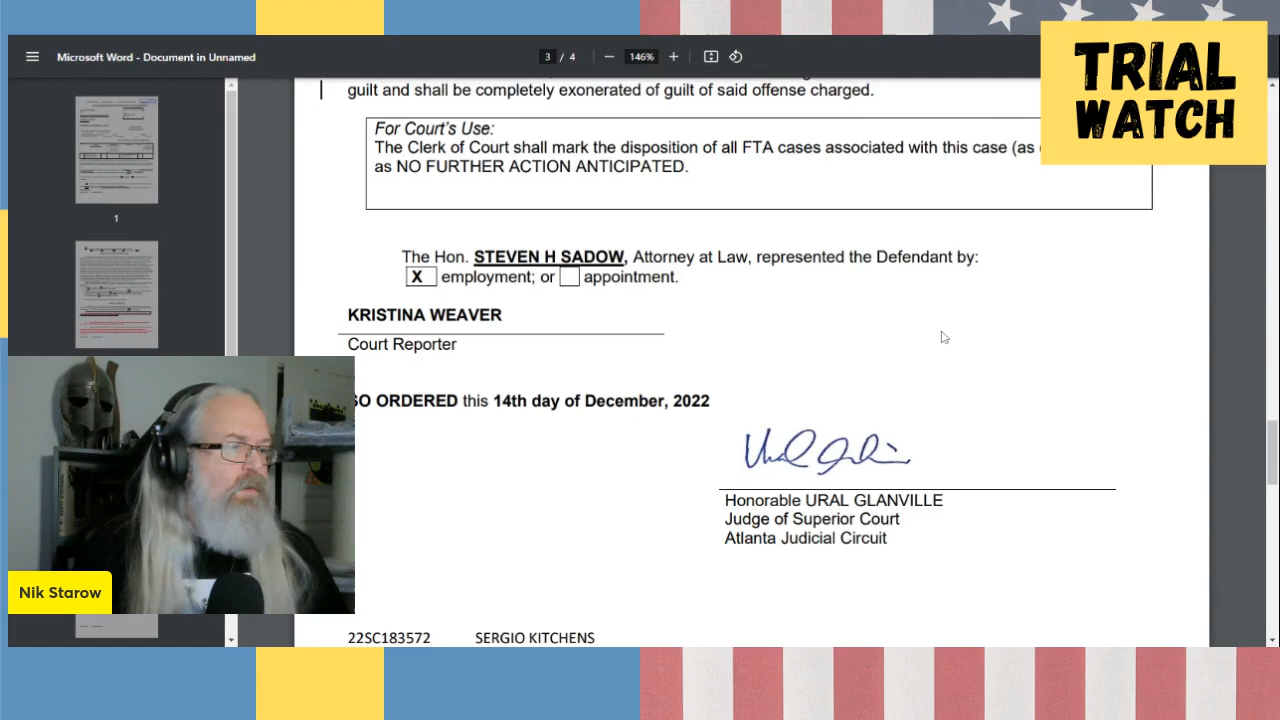 Microsoft Word - Document in Unnamed
3 / 4
146%
TRIAL
WATCH
guilt and shall be completely exonerated of guilt of said offense charged.
For Court's Use:
The Clerk of Court shall mark the disposition of all FTA cases associated with this case (as
as NO FURTHER ACTION ANTICIPATED.
The Hon. STEVEN H SADOW, Attorney at Law, represented the Defendant by:
X employment; or appointment.
KRISTINA WEAVER
Court Reporter
SO ORDERED this 14th day of December, 2022
Honorable URAL GLANVILLE
Judge of Superior Court
Atlanta Judicial Circuit
22SC183572 SERGIO KITCHENS
1
Nik Starow